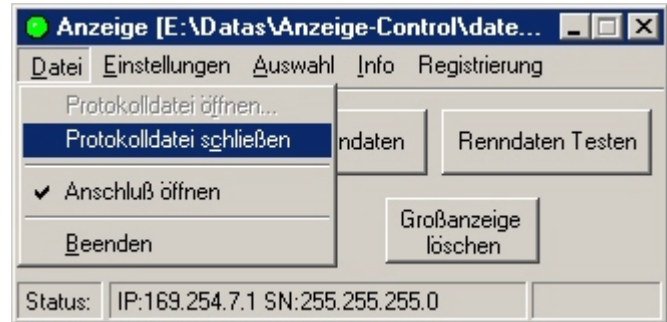 Anzeige [E:\Datas\Anzeige-Control\date...
Datei Einstellungen Auswahl Info Registrierung
Protokolldatei öffnen...
Protokolldatei schließen
ndaten
Renndaten Testen
Anschluß öffnen
Großanzeige
löschen
Beenden
Status: IP:169.254.7.1 SN:255.255.255.0